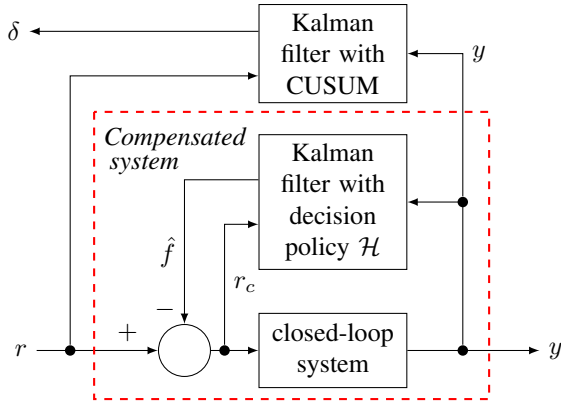 δ
Kalman
filter with
CUSUM
y
Compensated
system
Kalman
filter with
decision
policy ℋ
f̂
r_c
−
+
r
closed-loop
system
y